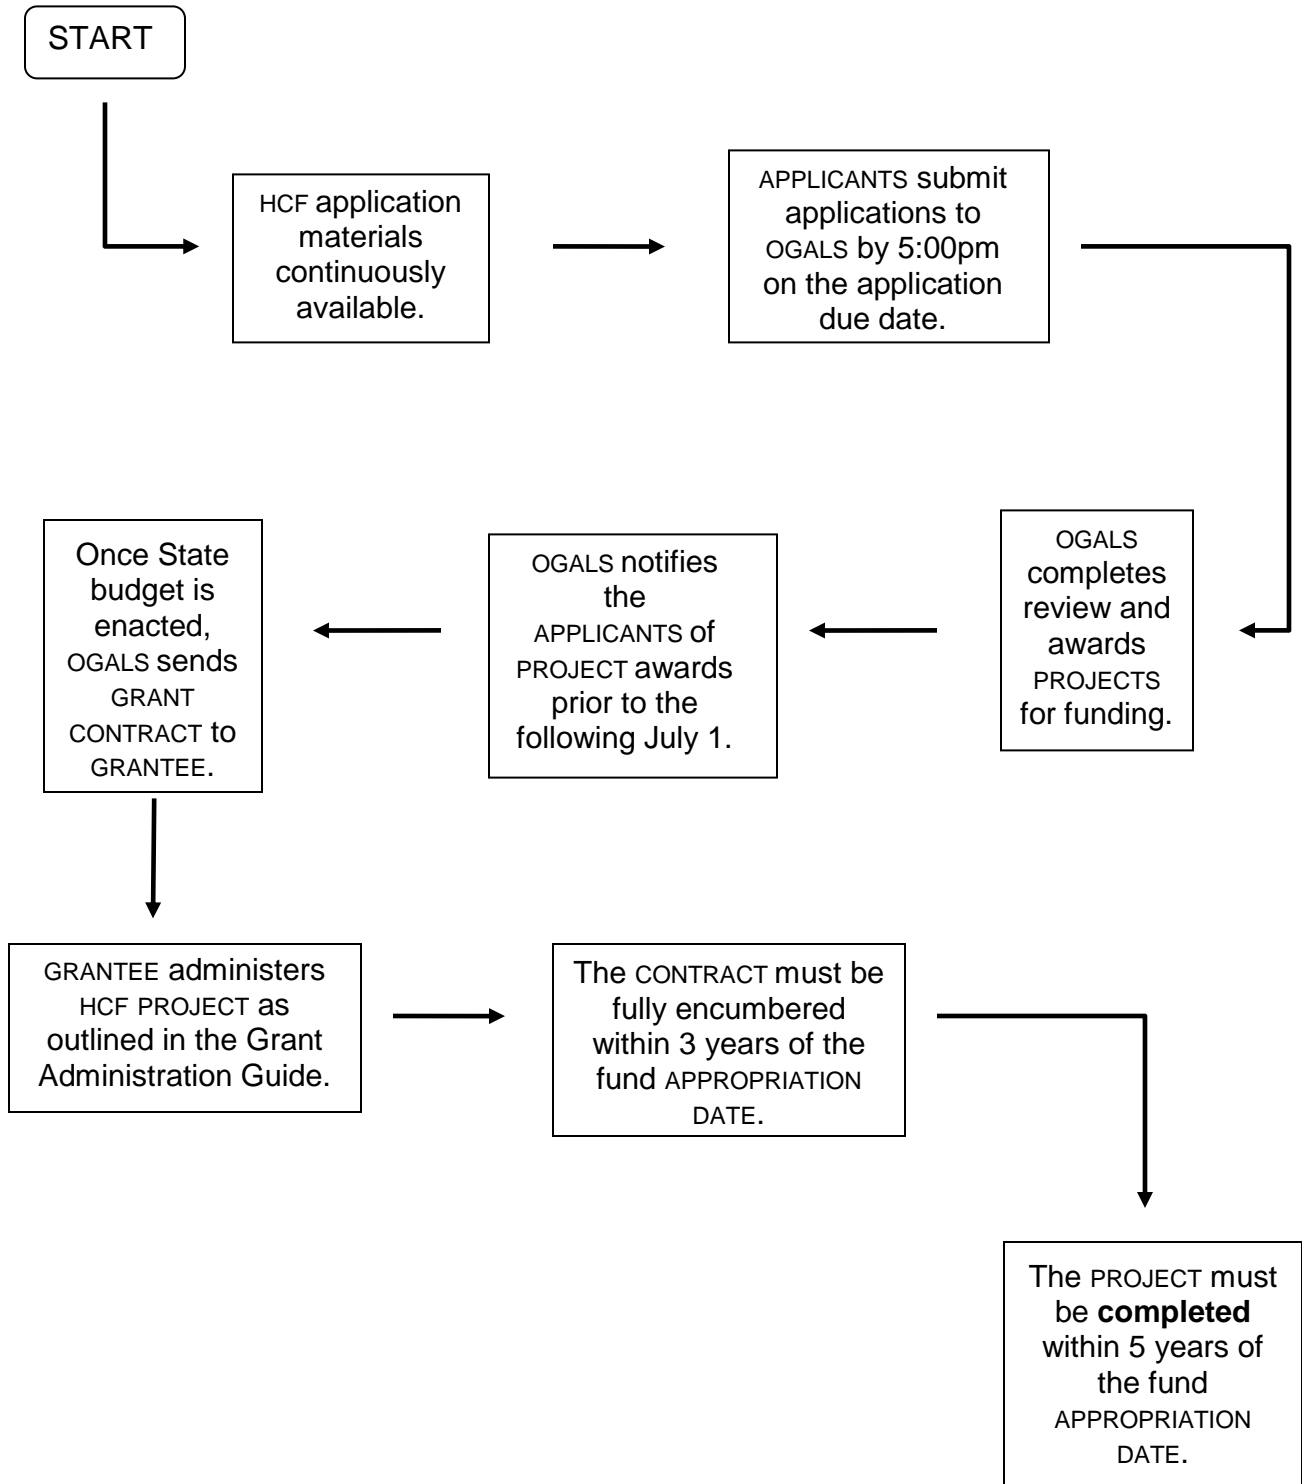 START
HCF application
materials
continuously
available.
APPLICANTS submit
applications to
OGALS by 5:00pm
on the application
due date.
OGALS
completes
review and
awards
PROJECTS
for funding.
OGALS notifies
the
APPLICANTS of
PROJECT awards
prior to the
following July 1.
Once State
budget is
enacted,
OGALS sends
GRANT
CONTRACT to
GRANTEE.
GRANTEE administers
HCF PROJECT as
outlined in the Grant
Administration Guide.
The CONTRACT must be
fully encumbered
within 3 years of the
fund APPROPRIATION
DATE.
The PROJECT must
be completed
within 5 years of
the fund
APPROPRIATION
DATE.